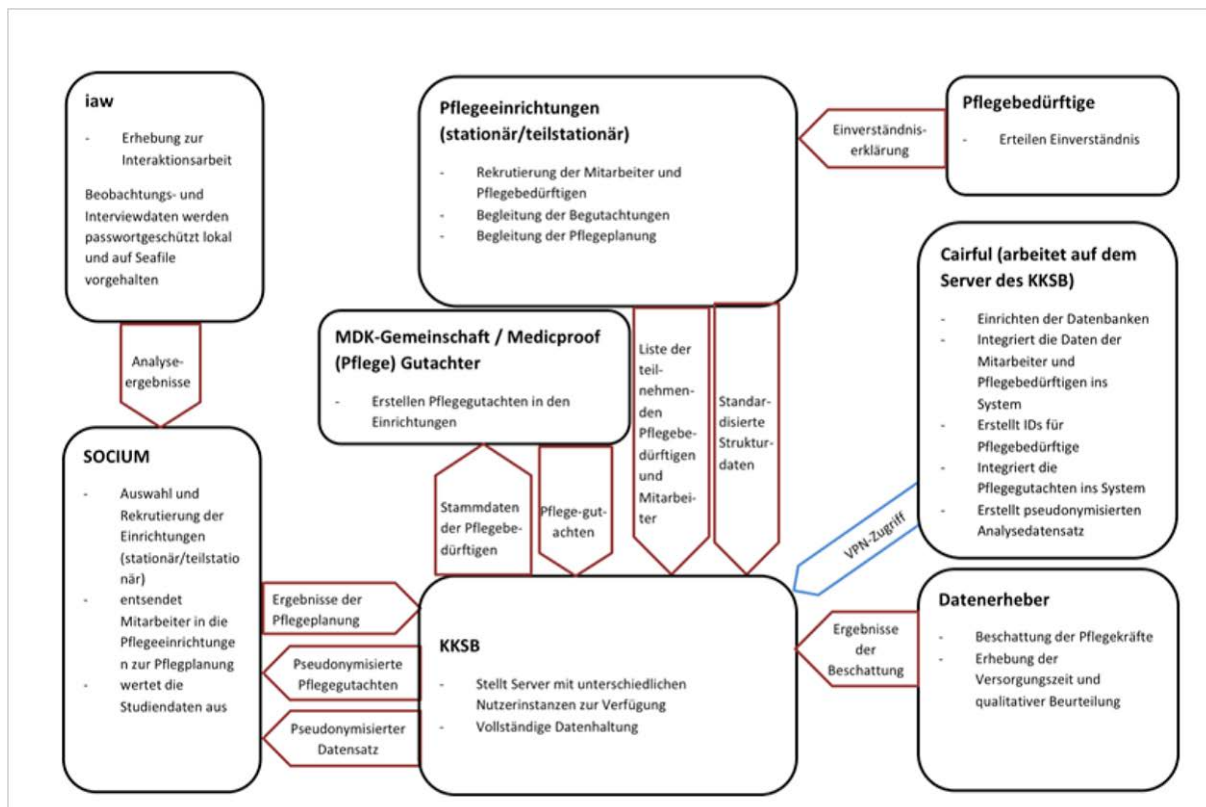 iaw
- Erhebung zur
Interaktionsarbeit
Beobachtungs- und
Interviewdaten werden
passwortgeschützt lokal
und auf Seafile
vorgehalten
Pflegeeinrichtungen
(stationär/teilstationär)
- Rekrutierung der Mitarbeiter und
Pflegebedürftigen
- Begleitung der Begutachtungen
- Begleitung der Pflegeplanung
Einverständnis-
erklärung
Pflegebedürftige
- Erteilen Einverständnis
Cairful (arbeitet auf dem
Server des KKSB)
- Einrichten der Datenbanken
- Integriert die Daten der
Mitarbeiter und
Pflegebedürftigen ins
System
- Erstellt IDs für
Pflegebedürftige
- Integriert die
Pflegegutachten ins System
- Erstellt pseudonymisierten
Analysedatensatz
Analyse-
ergebnisse
MDK-Gemeinschaft / Medicproof
(Pflege) Gutachter
- Erstellen Pflegegutachten in den
Einrichtungen
Liste der
teil-
nehmen-
den
Pflegebe-
dürftigen
und
Mitarbei-
ter
Standar-
disierte
Struktur-
daten
SOCIUM
- Auswahl und
Rekrutierung der
Einrichtungen
(stationär/teilstatio
när)
- entsendet
Mitarbeiter in die
Pflegeeinrichtunge
n zur Pflegplanung
- wertet die
Studiendaten aus
Stammdaten
der Pflegebe-
dürftigen
Pflege-gut-
achten
VPN-Zugriff
Ergebnisse der
Pflegeplanung
Pseudonymisierte
Pflegegutachten
Pseudonymisierter
Datensatz
KKSB
- Stellt Server mit unterschiedlichen
Nutzerinstanzen zur Verfügung
- Vollständige Datenhaltung
Ergebnisse
der
Beschattung
Datenerheber
- Beschattung der Pflegekräfte
- Erhebung der
Versorgungszeit und
qualitativer Beurteilung